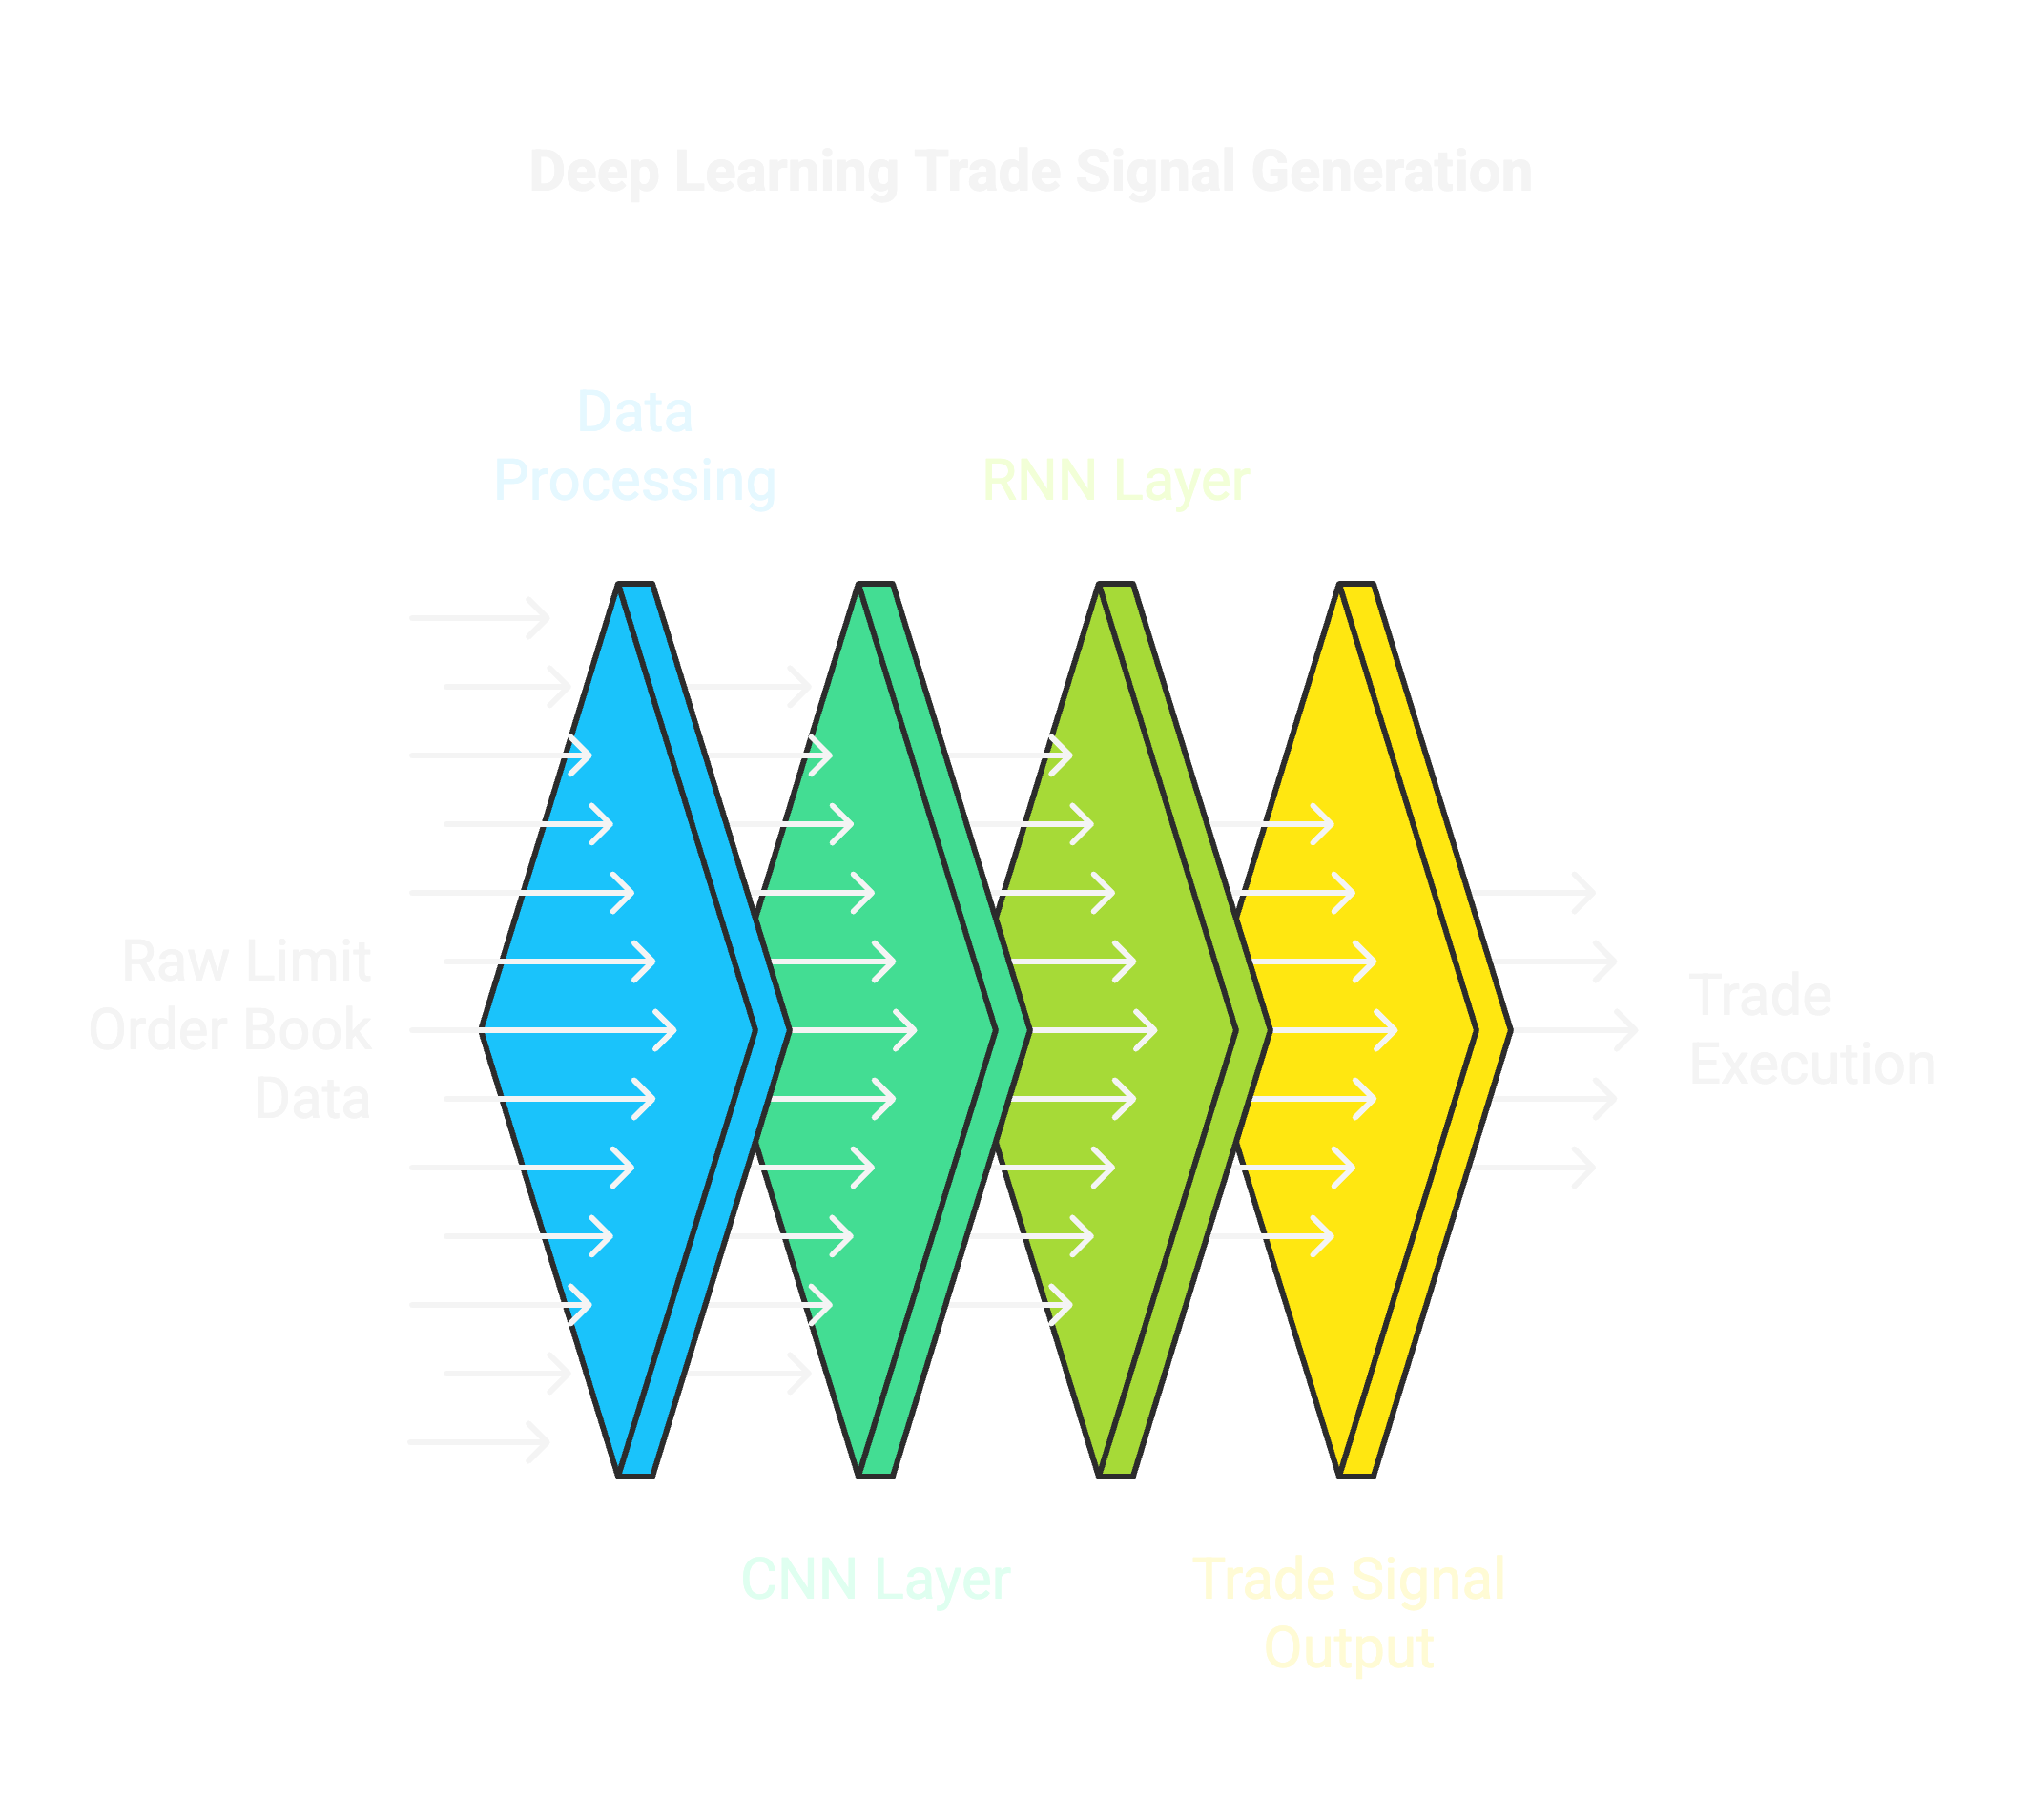 Deep Learning Trade Signal Generation
Data
Processing
RNN Layer
Raw Limit
Order Book
Data
Trade
Execution
CNN Layer
Trade Signal
Output